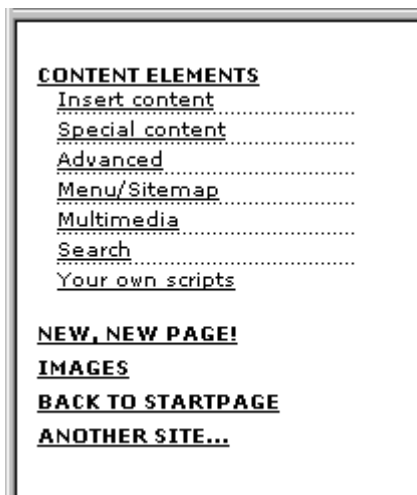 CONTENT ELEMENTS
Insert content
Special content
Advanced
Menu/Sitemap
Multimedia
Search
Your own scripts
NEW, NEW PAGE!
IMAGES
BACK TO STARTPAGE
ANOTHER SITE...